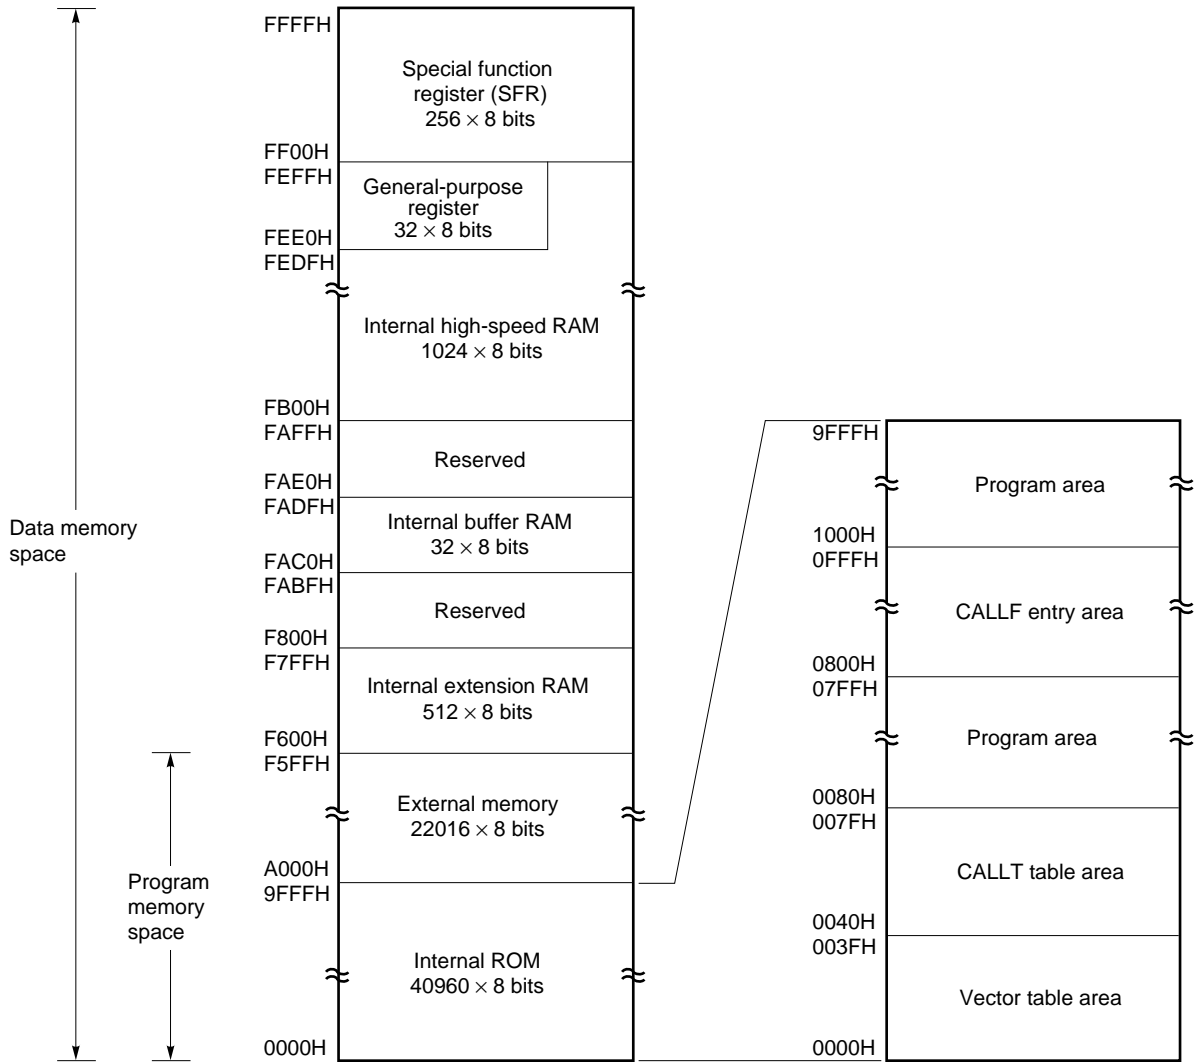 FFFFH
Special function
register (SFR)
256 × 8 bits
FF00H
FEFFH
General-purpose
register
32 × 8 bits
FEE0H
FEDFH
Internal high-speed RAM
1024 × 8 bits
FB00H
FAFFH
Reserved
FAE0H
FADFH
Internal buffer RAM
32 × 8 bits
FAC0H
FABFH
Reserved
F800H
F7FFH
Internal extension RAM
512 × 8 bits
F600H
F5FFH
External memory
22016 × 8 bits
A000H
9FFFH
Internal ROM
40960 × 8 bits
0000H
Data memory
space
Program
memory
space
9FFFH
Program area
1000H
0FFFH
CALLF entry area
0800H
07FFH
Program area
0080H
007FH
CALLT table area
0040H
003FH
Vector table area
0000H